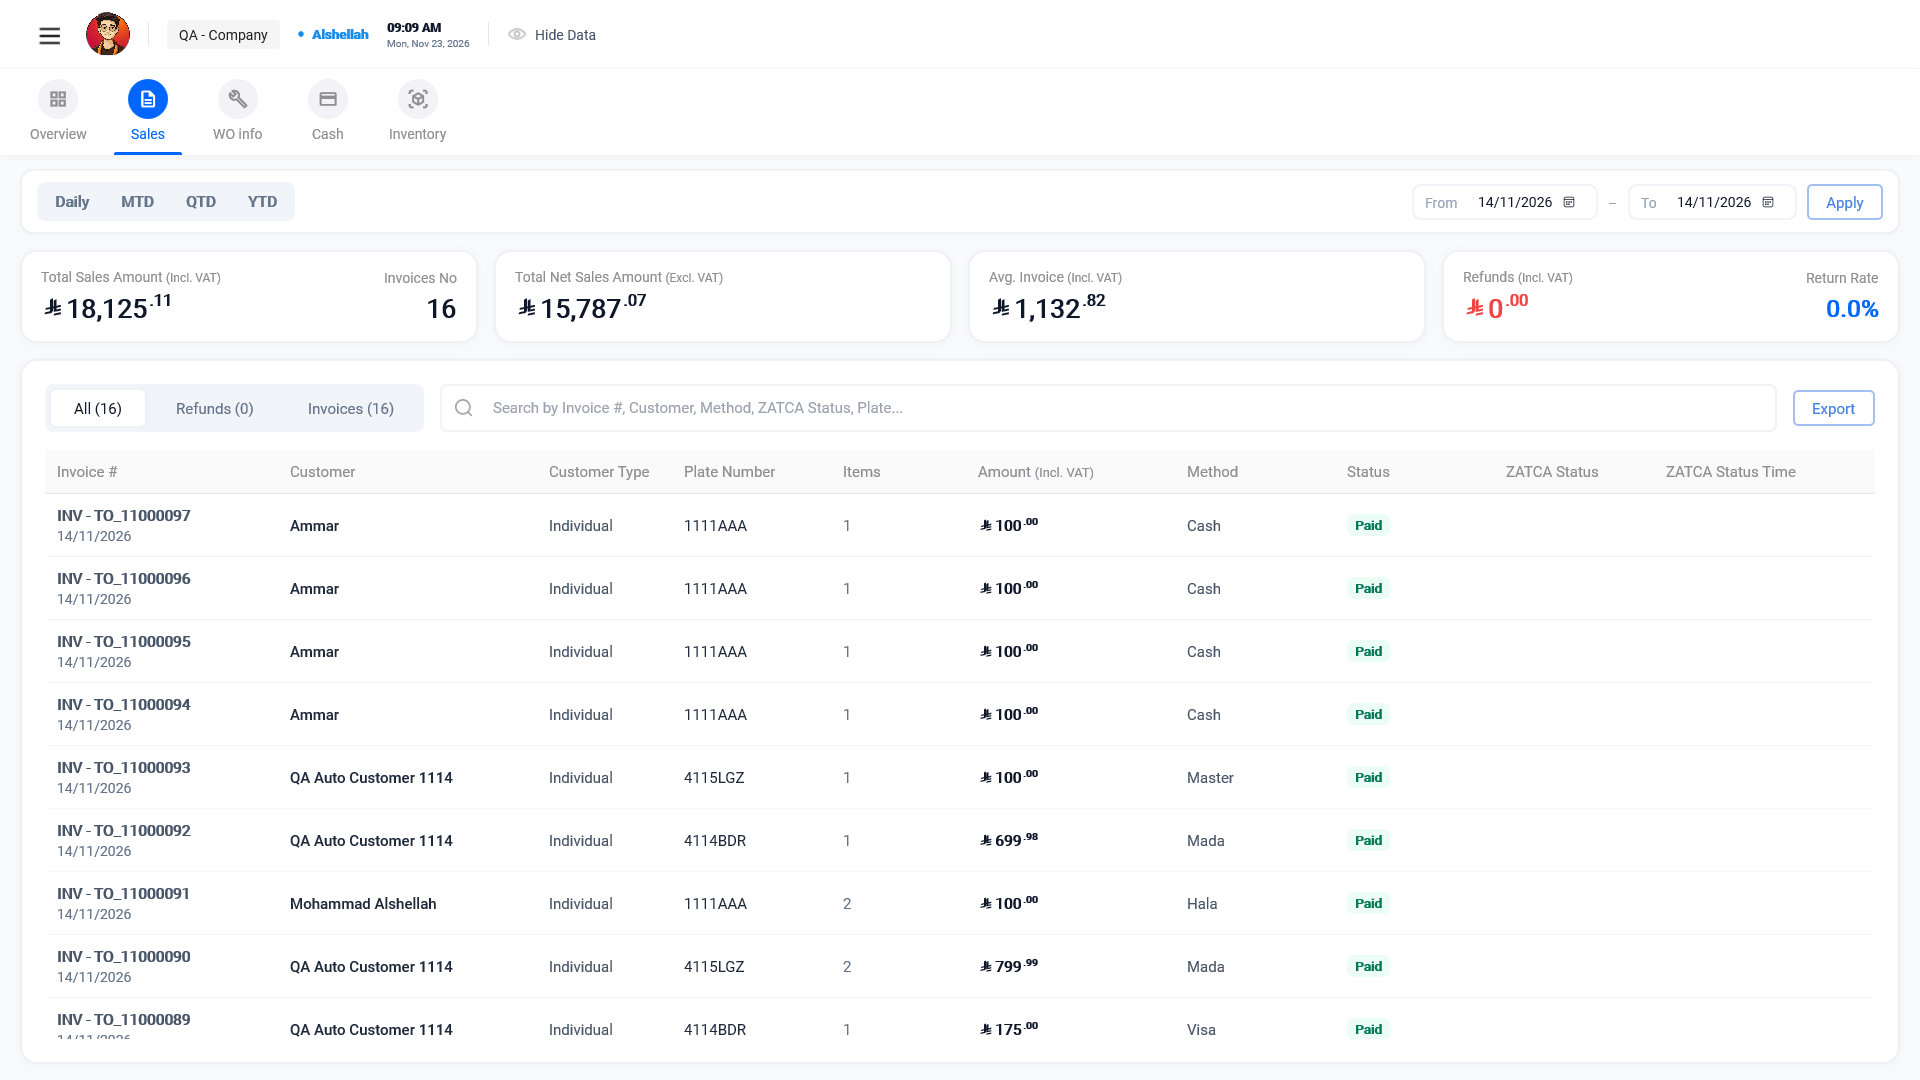 QA - Company
Alshellah
09:09 AM
Mon, Nov 23, 2026
Hide Data
Overview
Sales
WO info
Cash
Inventory
Daily MTD QTD YTD
From 14/11/2026 – To 14/11/2026 Apply
Total Sales Amount (Incl. VAT) Invoices No
18,125.11 16
Total Net Sales Amount (Excl. VAT)
15,787.07
Avg. Invoice (Incl. VAT)
1,132.82
Refunds (Incl. VAT) Return Rate
0.00 0.0%
All (16) Refunds (0) Invoices (16) Search by Invoice #, Customer, Method, ZATCA Status, Plate... Export
Invoice # Customer Customer Type Plate Number Items Amount (Incl. VAT) Method Status ZATCA Status ZATCA Status Time
INV - TO_11000097
14/11/2026
Ammar Individual 1111AAA 1 100.00 Cash Paid
INV - TO_11000096
14/11/2026
Ammar Individual 1111AAA 1 100.00 Cash Paid
INV - TO_11000095
14/11/2026
Ammar Individual 1111AAA 1 100.00 Cash Paid
INV - TO_11000094
14/11/2026
Ammar Individual 1111AAA 1 100.00 Cash Paid
INV - TO_11000093
14/11/2026
QA Auto Customer 1114 Individual 4115LGZ 1 100.00 Master Paid
INV - TO_11000092
14/11/2026
QA Auto Customer 1114 Individual 4114BDR 1 699.98 Mada Paid
INV - TO_11000091
14/11/2026
Mohammad Alshellah Individual 1111AAA 2 100.00 Hala Paid
INV - TO_11000090
14/11/2026
QA Auto Customer 1114 Individual 4115LGZ 2 799.99 Mada Paid
INV - TO_11000089
14/11/2026
QA Auto Customer 1114 Individual 4114BDR 1 175.00 Visa Paid